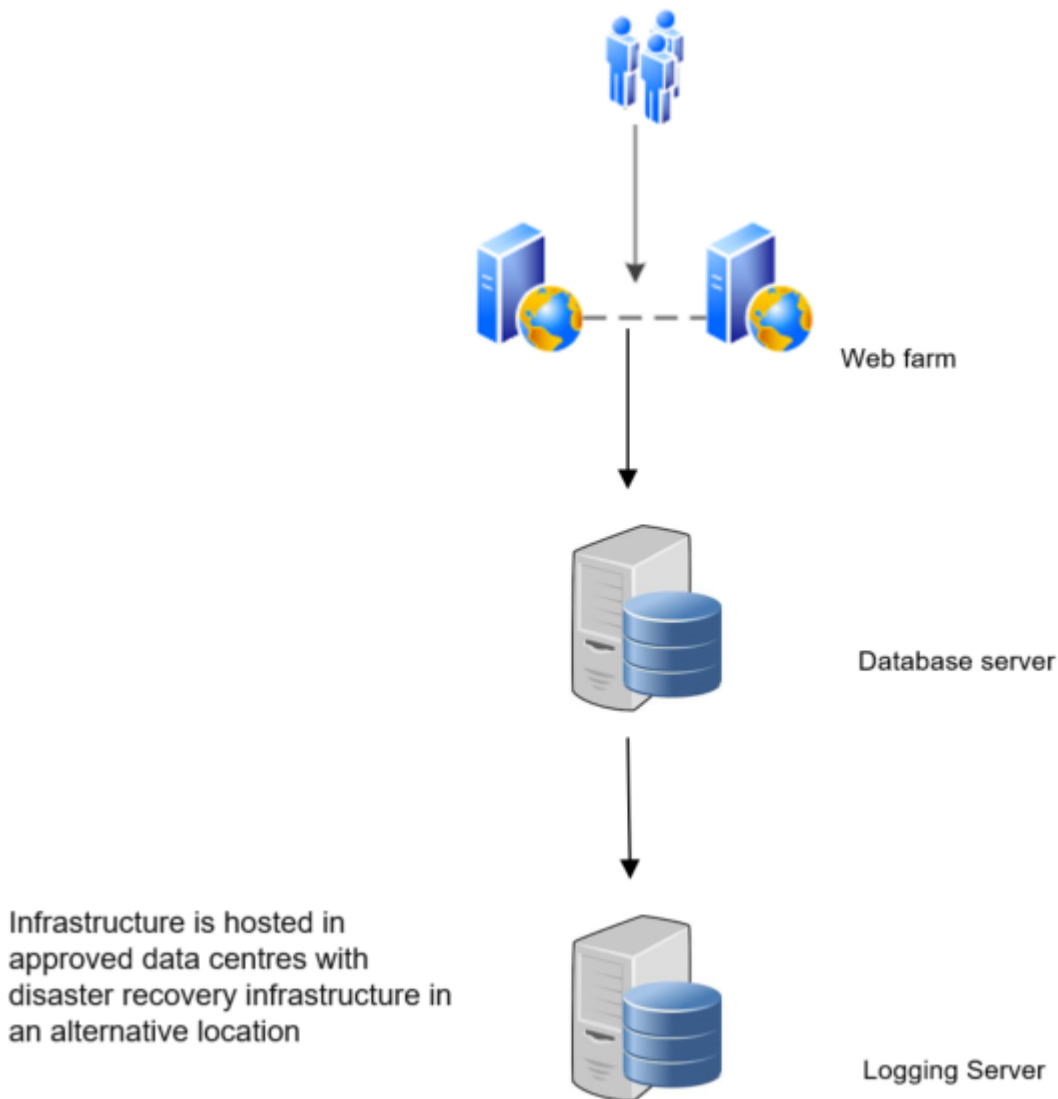 Web farm
Database server
Infrastructure is hosted in
approved data centres with
disaster recovery infrastructure in
an alternative location
Logging Server